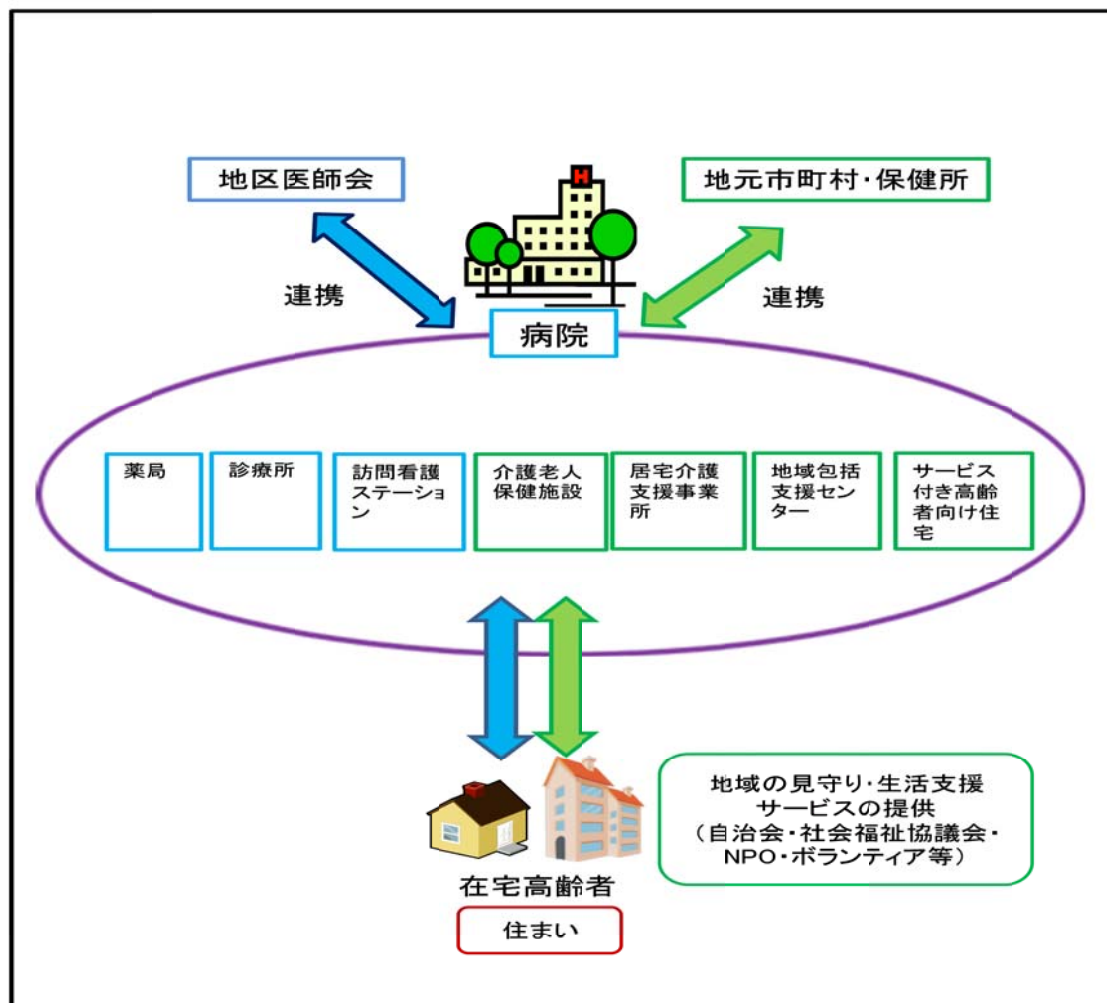 地区医師会
H
地元市町村・保健所
連携
連携
病院
薬局
診療所
訪問看護
ステーショ
ン
介護老人
保健施設
居宅介護
支援事業
所
地域包括
支援セン
ター
サービス
付き高齢
者向け住
宅
地域の見守り・生活支援
サービスの提供
（自治会・社会福祉協議会・
NPO・ボランティア等）
在宅高齢者
住まい